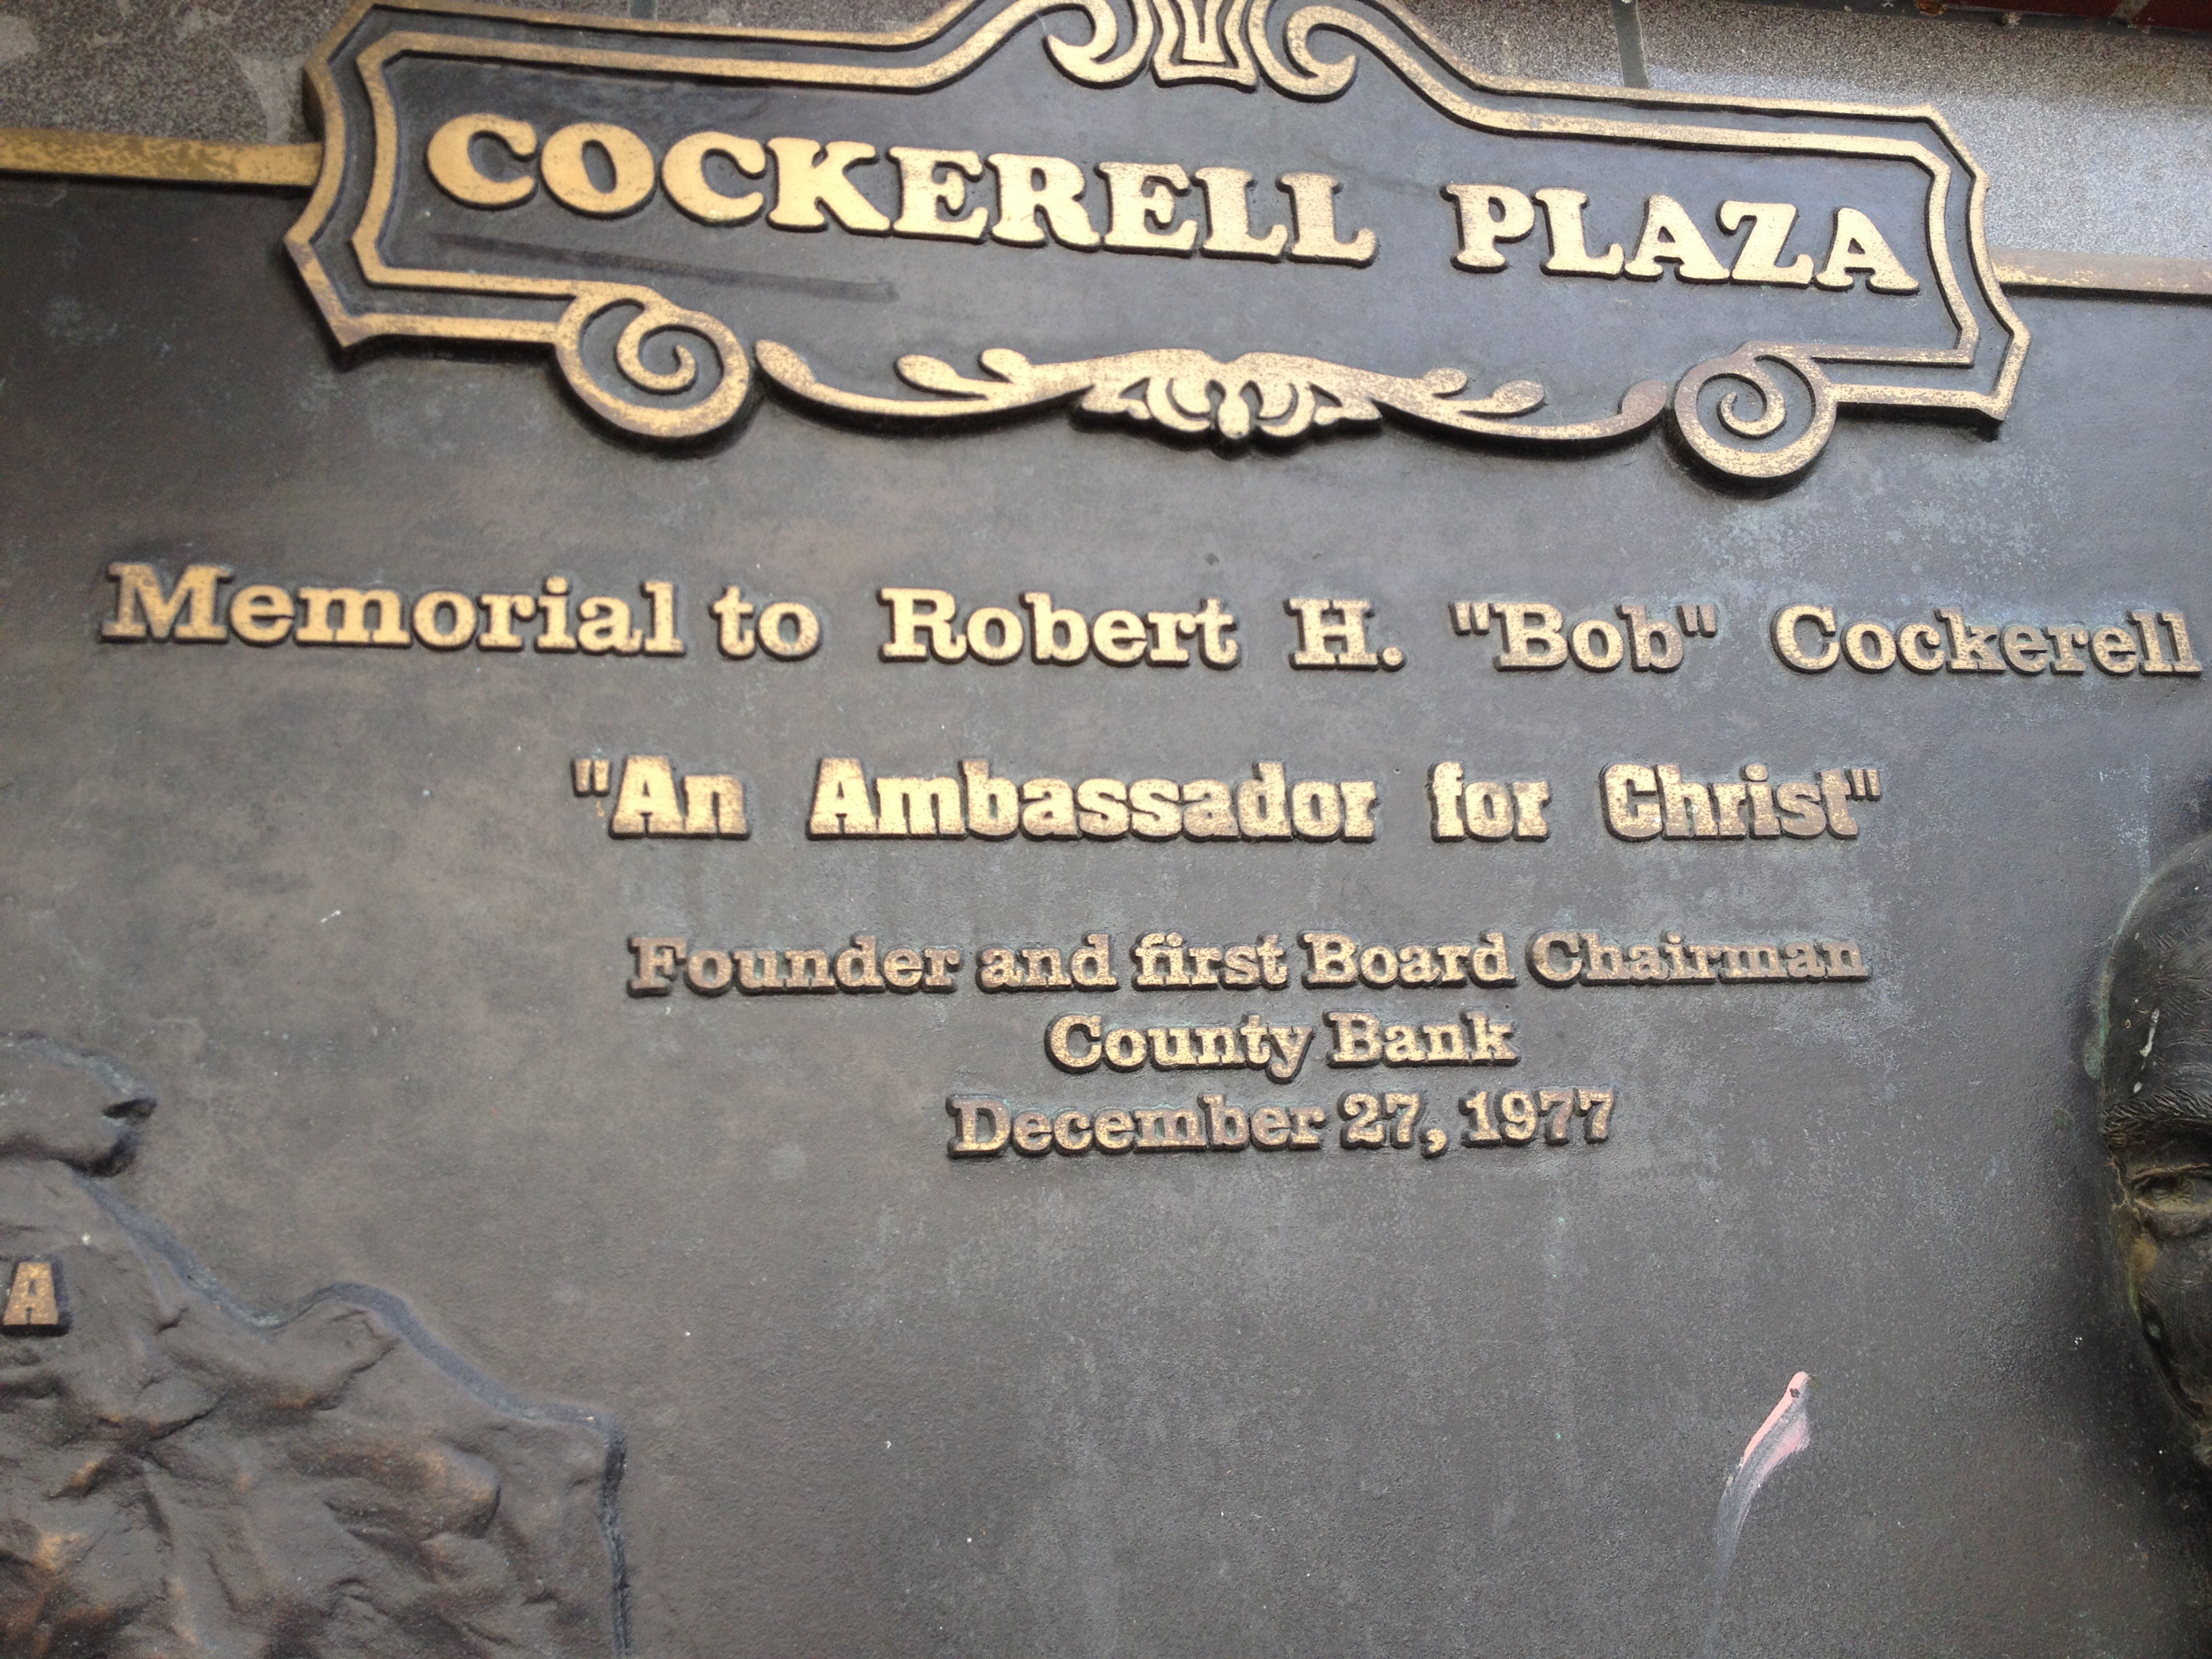 COCKERELL PLAZA
Memorial to Robert H. "Bob" Cockerell
"An Ambassador for Christ"
Founder and first Board Chairman
County Bank
December 27, 1977
A